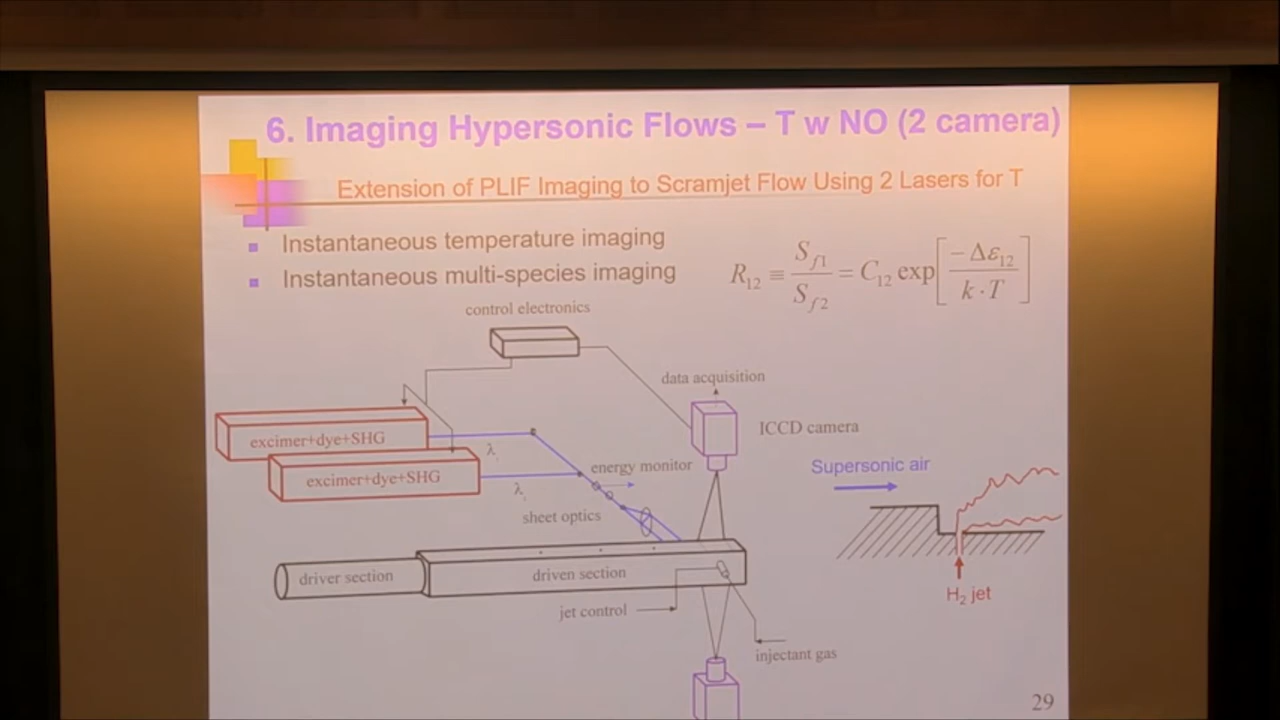 6. Imaging Hypersonic Flows – T w NO (2 camera)
Extension of PLIF Imaging to Scramjet Flow Using 2 Lasers for T
Instantaneous temperature imaging
Instantaneous multi-species imaging
R₁₂ ≡ S_f1 / S_f2 = C₁₂ exp[ −Δε₁₂ / k · T ]
control electronics
data acquisition
ICCD camera
excimer+dye+SHG
λ
excimer+dye+SHG
λ
energy monitor
sheet optics
Supersonic air
driver section
driven section
H₂ jet
jet control
injectant gas
29